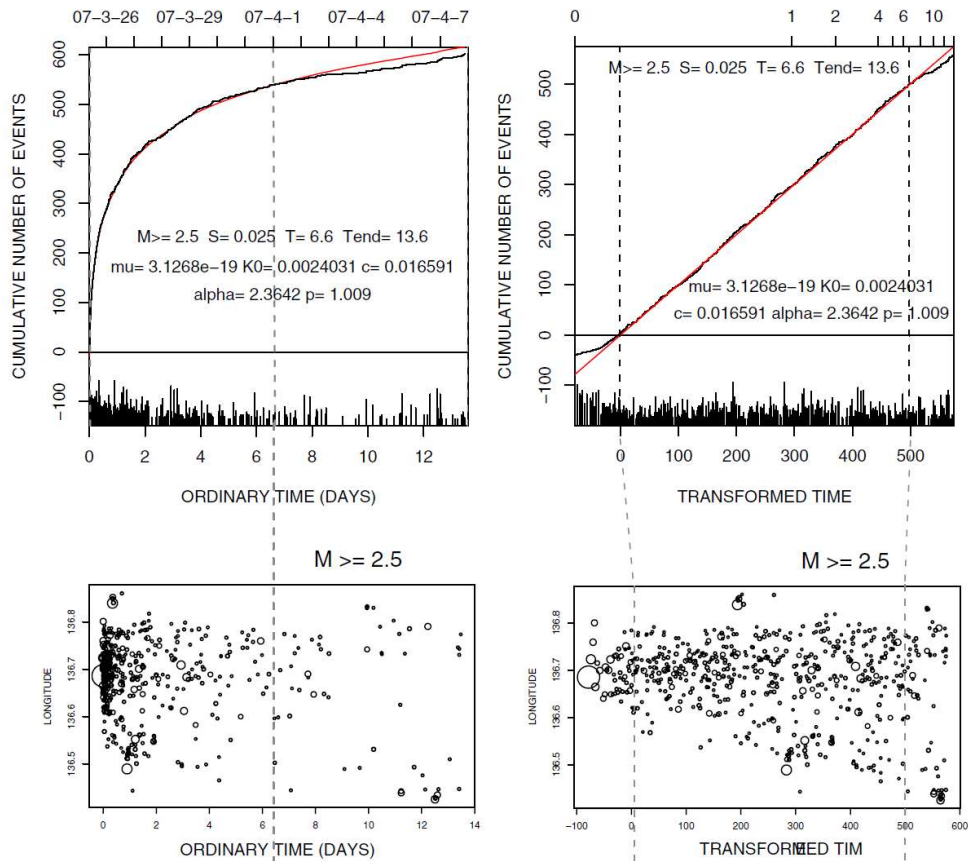 07-3-26 07-3-29 07-4-1 07-4-4 07-4-7
CUMULATIVE NUMBER OF EVENTS
600
500
400
300
200
100
0
-100
M>= 2.5 S= 0.025 T= 6.6 Tend= 13.6
mu= 3.1268e-19 K0= 0.0024031 c= 0.016591
alpha= 2.3642 p= 1.009
0 2 4 6 8 10 12
ORDINARY TIME (DAYS)
0 1 2 4 6 10
CUMULATIVE NUMBER OF EVENTS
500
400
300
200
100
0
-100
M>= 2.5 S= 0.025 T= 6.6 Tend= 13.6
mu= 3.1268e-19 K0= 0.0024031
c= 0.016591 alpha= 2.3642 p= 1.009
0 100 200 300 400 500
TRANSFORMED TIME
M >= 2.5
LONGITUDE
136.8
136.7
136.6
136.5
0 2 4 6 8 10 12 14
ORDINARY TIME (DAYS)
M >= 2.5
LONGITUDE
136.8
136.7
136.6
136.5
-100 0 100 200 300 400 500 600
TRANSFORMED TIM